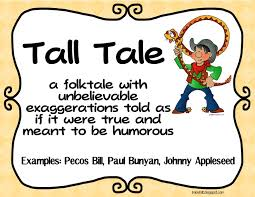 Tall Tale
a folktale with
unbelievable
exaggerations told as
if it were true and
meant to be humorous
Examples: Pecos Bill, Paul Bunyan, Johnny Appleseed